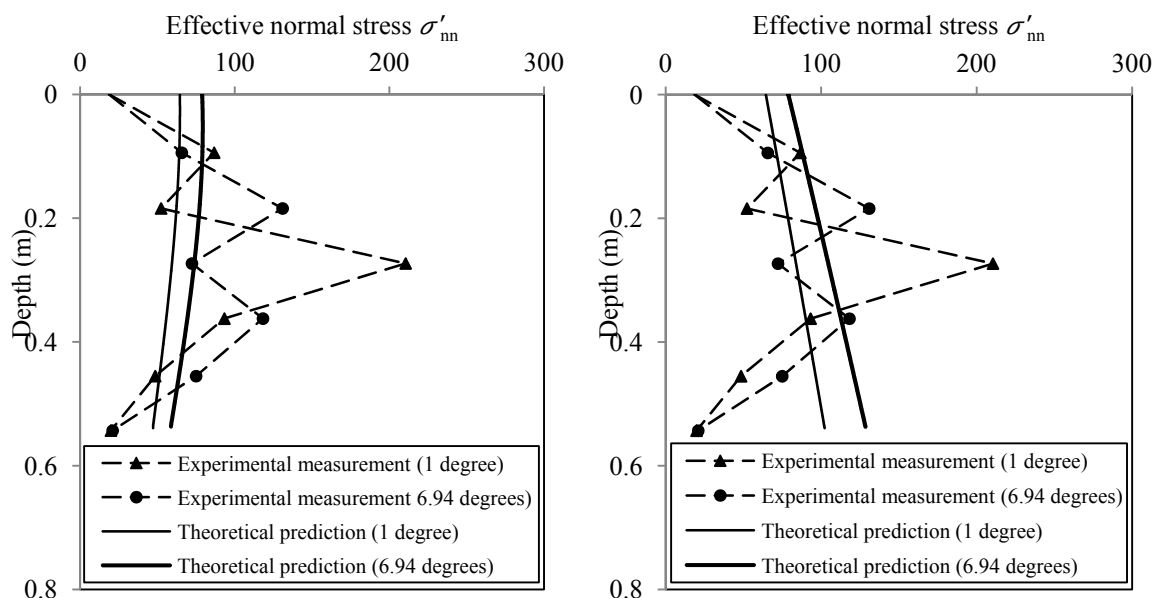 Effective normal stress σ′nn
0 100 200 300
0
0.2
0.4
0.6
0.8
Depth (m)
Experimental measurement (1 degree)
Experimental measurement 6.94 degrees)
Theoretical prediction (1 degree)
Theoretical prediction (6.94 degrees)
Effective normal stress σ′nn
0 100 200 300
0
0.2
0.4
0.6
0.8
Depth (m)
Experimental measurement (1 degree)
Experimental measurement (6.94 degrees)
Theoretical prediction (1 degree)
Theoretical prediction (6.94 degrees)